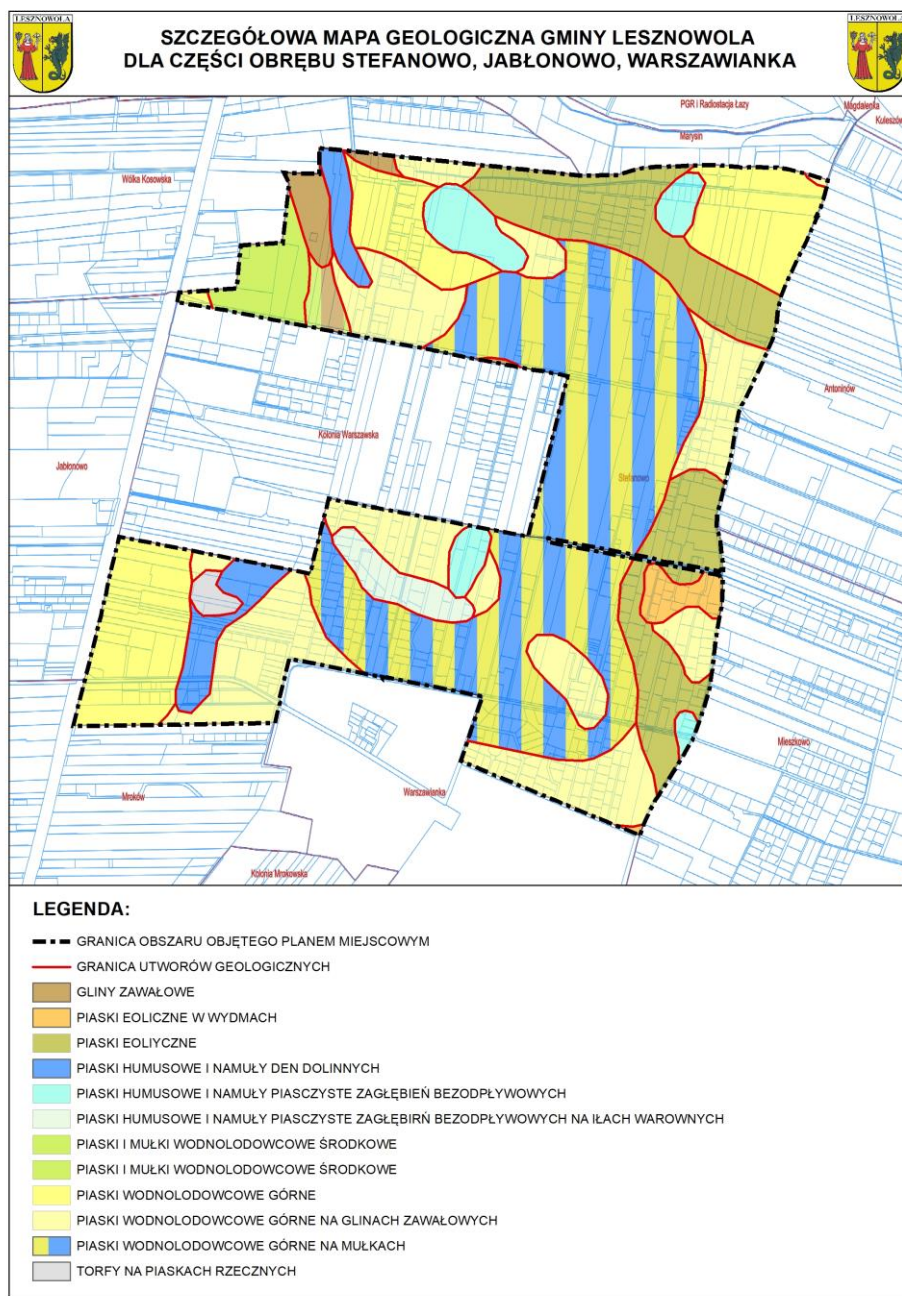 LESZNOWOLA
LESZNOWOLA
SZCZEGÓŁOWA MAPA GEOLOGICZNA GMINY LESZNOWOLA
DLA CZĘŚCI OBRĘBU STEFANOWO, JABŁONOWO, WARSZAWIANKA
PGR i Radiostacja Łazy
Magdalenka
Kuleszów
Marysin
Wólka Kosowska
Antoninów
Kolonia Warszawska
Jabłonowo
Stefanowo
Mieszkowo
Mroków
Warszawianka
Kolonia Mrokowska
LEGENDA:
GRANICA OBSZARU OBJĘTEGO PLANEM MIEJSCOWYM
GRANICA UTWORÓW GEOLOGICZNYCH
GLINY ZAWAŁOWE
PIASKI EOLICZNE W WYDMACH
PIASKI EOLIYCZNE
PIASKI HUMUSOWE I NAMUŁY DEN DOLINNYCH
PIASKI HUMUSOWE I NAMUŁY PIASCZYSTE ZAGŁĘBIEŃ BEZODPŁYWOWYCH
PIASKI HUMUSOWE I NAMUŁY PIASCZYSTE ZAGŁĘBIRŃ BEZODPŁYWOWYCH NA IŁACH WAROWNYCH
PIASKI I MUŁKI WODNOLODOWCOWE ŚRODKOWE
PIASKI I MUŁKI WODNOLODOWCOWE ŚRODKOWE
PIASKI WODNOLODOWCOWE GÓRNE
PIASKI WODNOLODOWCOWE GÓRNE NA GLINACH ZAWAŁOWYCH
PIASKI WODNOLODOWCOWE GÓRNE NA MUŁKACH
TORFY NA PIASKACH RZECZNYCH